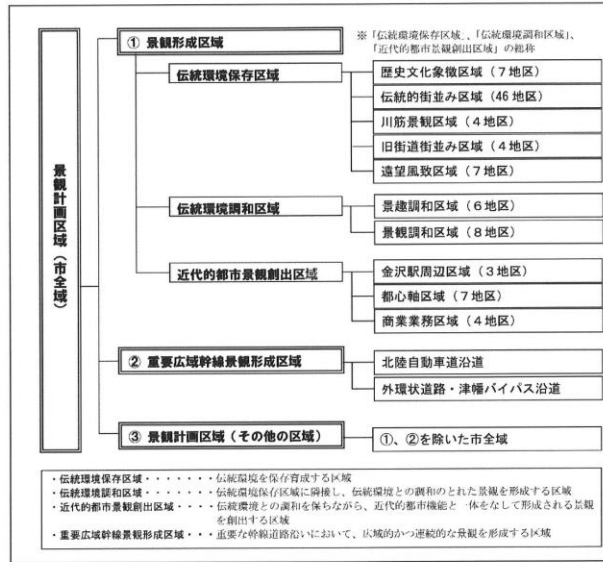 景観計画区域（市全域）
① 景観形成区域
※「伝統環境保存区域」、「伝統環境調和区域」、
「近代的都市景観創出区域」の総称
伝統環境保存区域
歴史文化象徴区域（7地区）
伝統的街並み区域（46地区）
川筋景観区域（4地区）
旧街道街並み区域（4地区）
遠望風致区域（7地区）
伝統環境調和区域
景趣調和区域（6地区）
景観調和区域（8地区）
近代的都市景観創出区域
金沢駅周辺区域（3地区）
都心軸区域（7地区）
商業業務区域（4地区）
② 重要広域幹線景観形成区域
北陸自動車道沿道
外環状道路・津幡バイパス沿道
③ 景観計画区域（その他の区域）
①、②を除いた市全域
・伝統環境保存区域・・・・・・・伝統環境を保存育成する区域
・伝統環境調和区域・・・・・・・伝統環境保存区域に隣接し、伝統環境との調和のとれた景観を形成する区域
・近代的都市景観創出区域・・・・伝統環境との調和を保ちながら、近代的都市機能と一体をなして形成される景観
を創出する区域
・重要広域幹線景観形成区域・・・重要な幹線道路沿いにおいて、広域的かつ連続的な景観を形成する区域